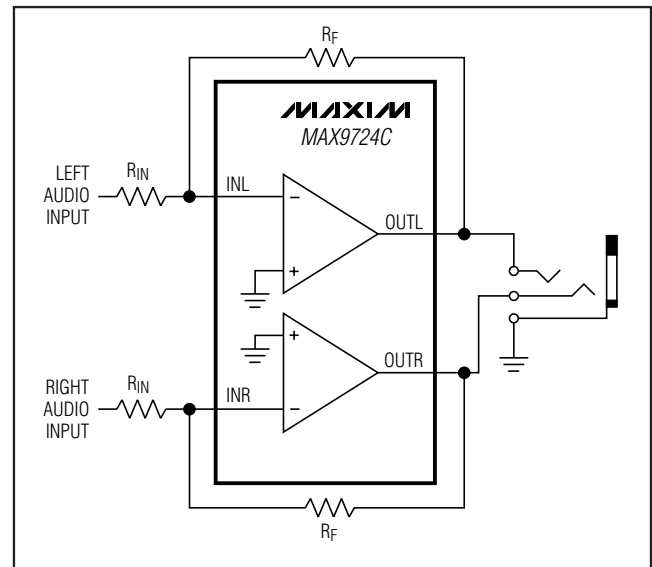 RF
MAXIM
MAX9724C
LEFT
AUDIO
INPUT
RIN
INL
−
OUTL
+
+
OUTR
RIGHT
AUDIO
INPUT
RIN
INR
−
RF